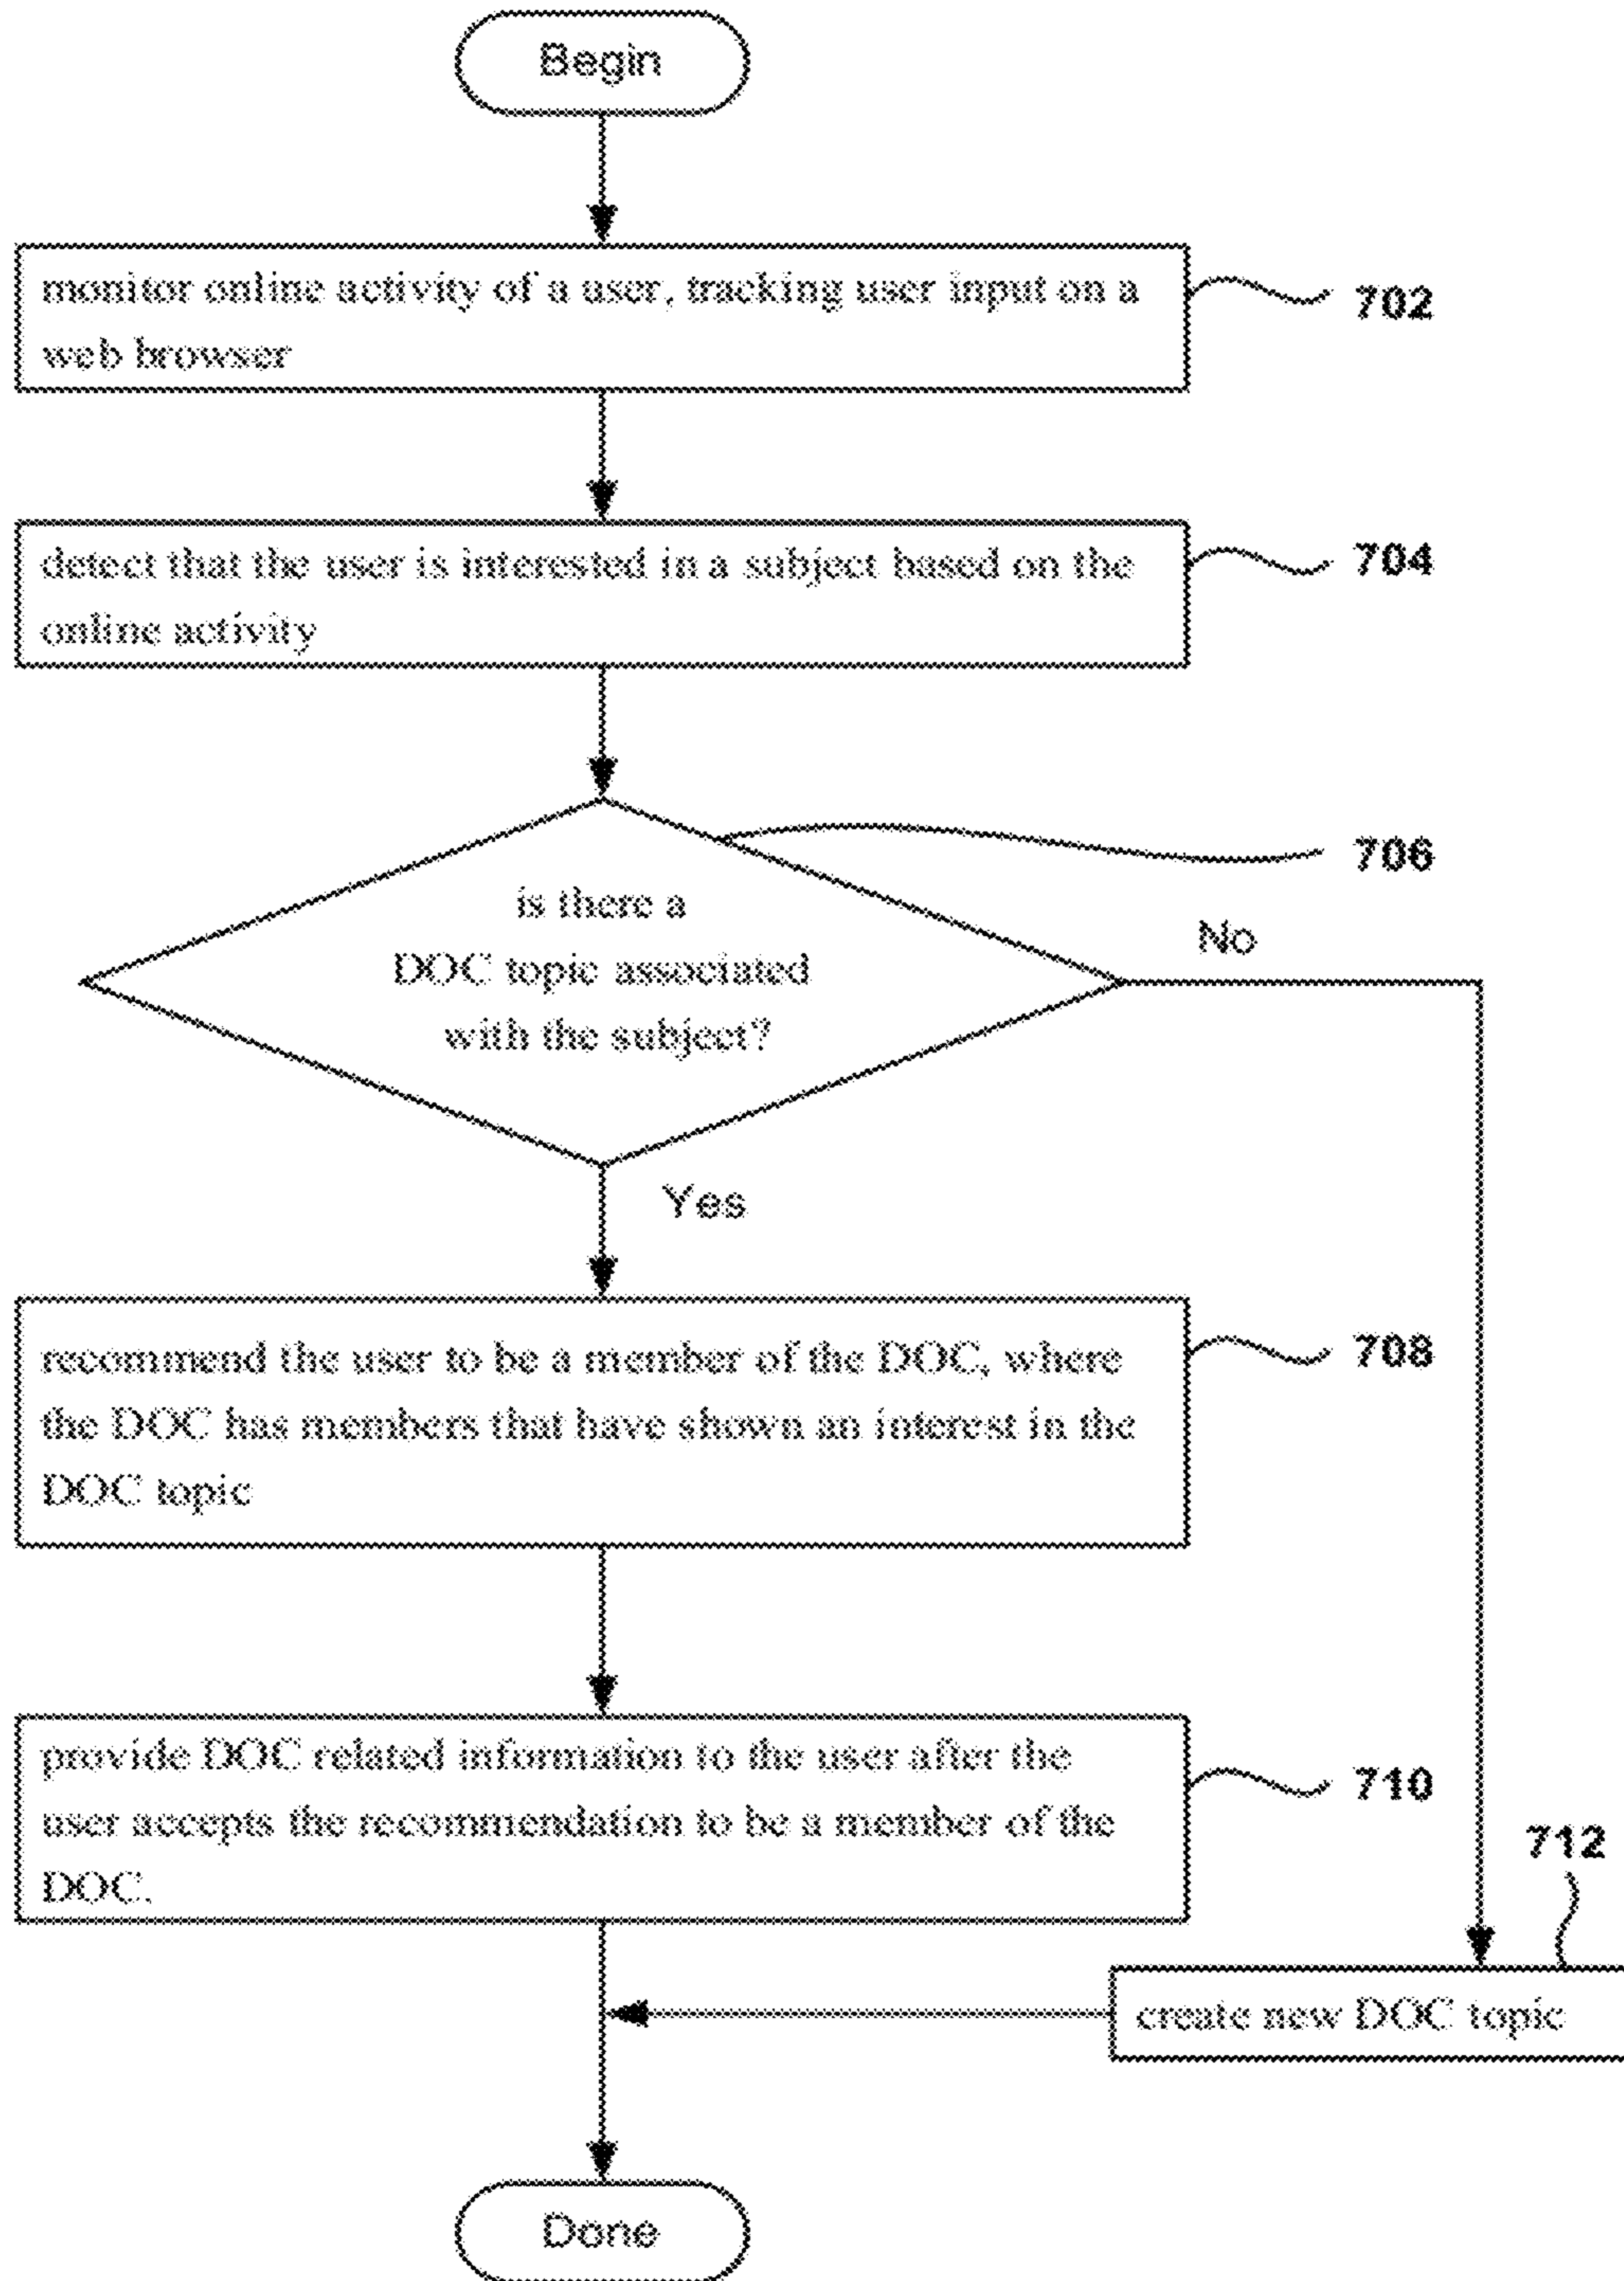 Begin
monitor online activity of a user, tracking user input on a
web browser
702
detect that the user is interested in a subject based on the
online activity
704
706
is there a
DOC topic associated
with the subject?
No
Yes
recommend the user to be a member of the DOC, where
the DOC has members that have shown an interest in the
DOC topic
708
provide DOC related information to the user after the
user accepts the recommendation to be a member of the
DOC.
710
712
create new DOC topic
Done